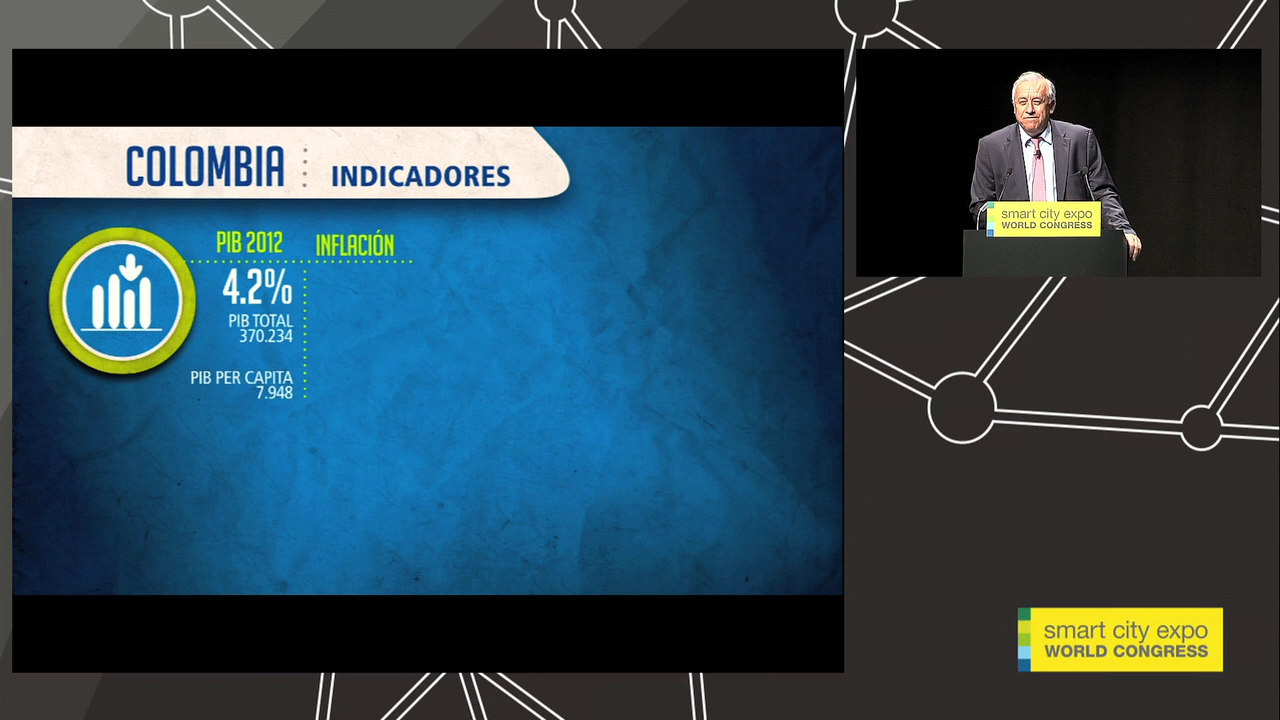 COLOMBIA INDICADORES
PIB 2012 INFLACIÓN
4.2%
PIB TOTAL
370.234
PIB PER CAPITA
7.948
smart city expo
WORLD CONGRESS
smart city expo
WORLD CONGRESS